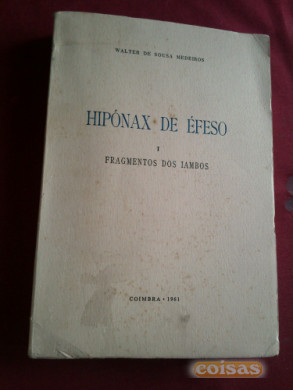 WALTER DE SOUSA MEDEIROS
HIPÓNAX DE ÉFESO
I
FRAGMENTOS DOS IAMBOS
COIMBRA • 1961
coisas